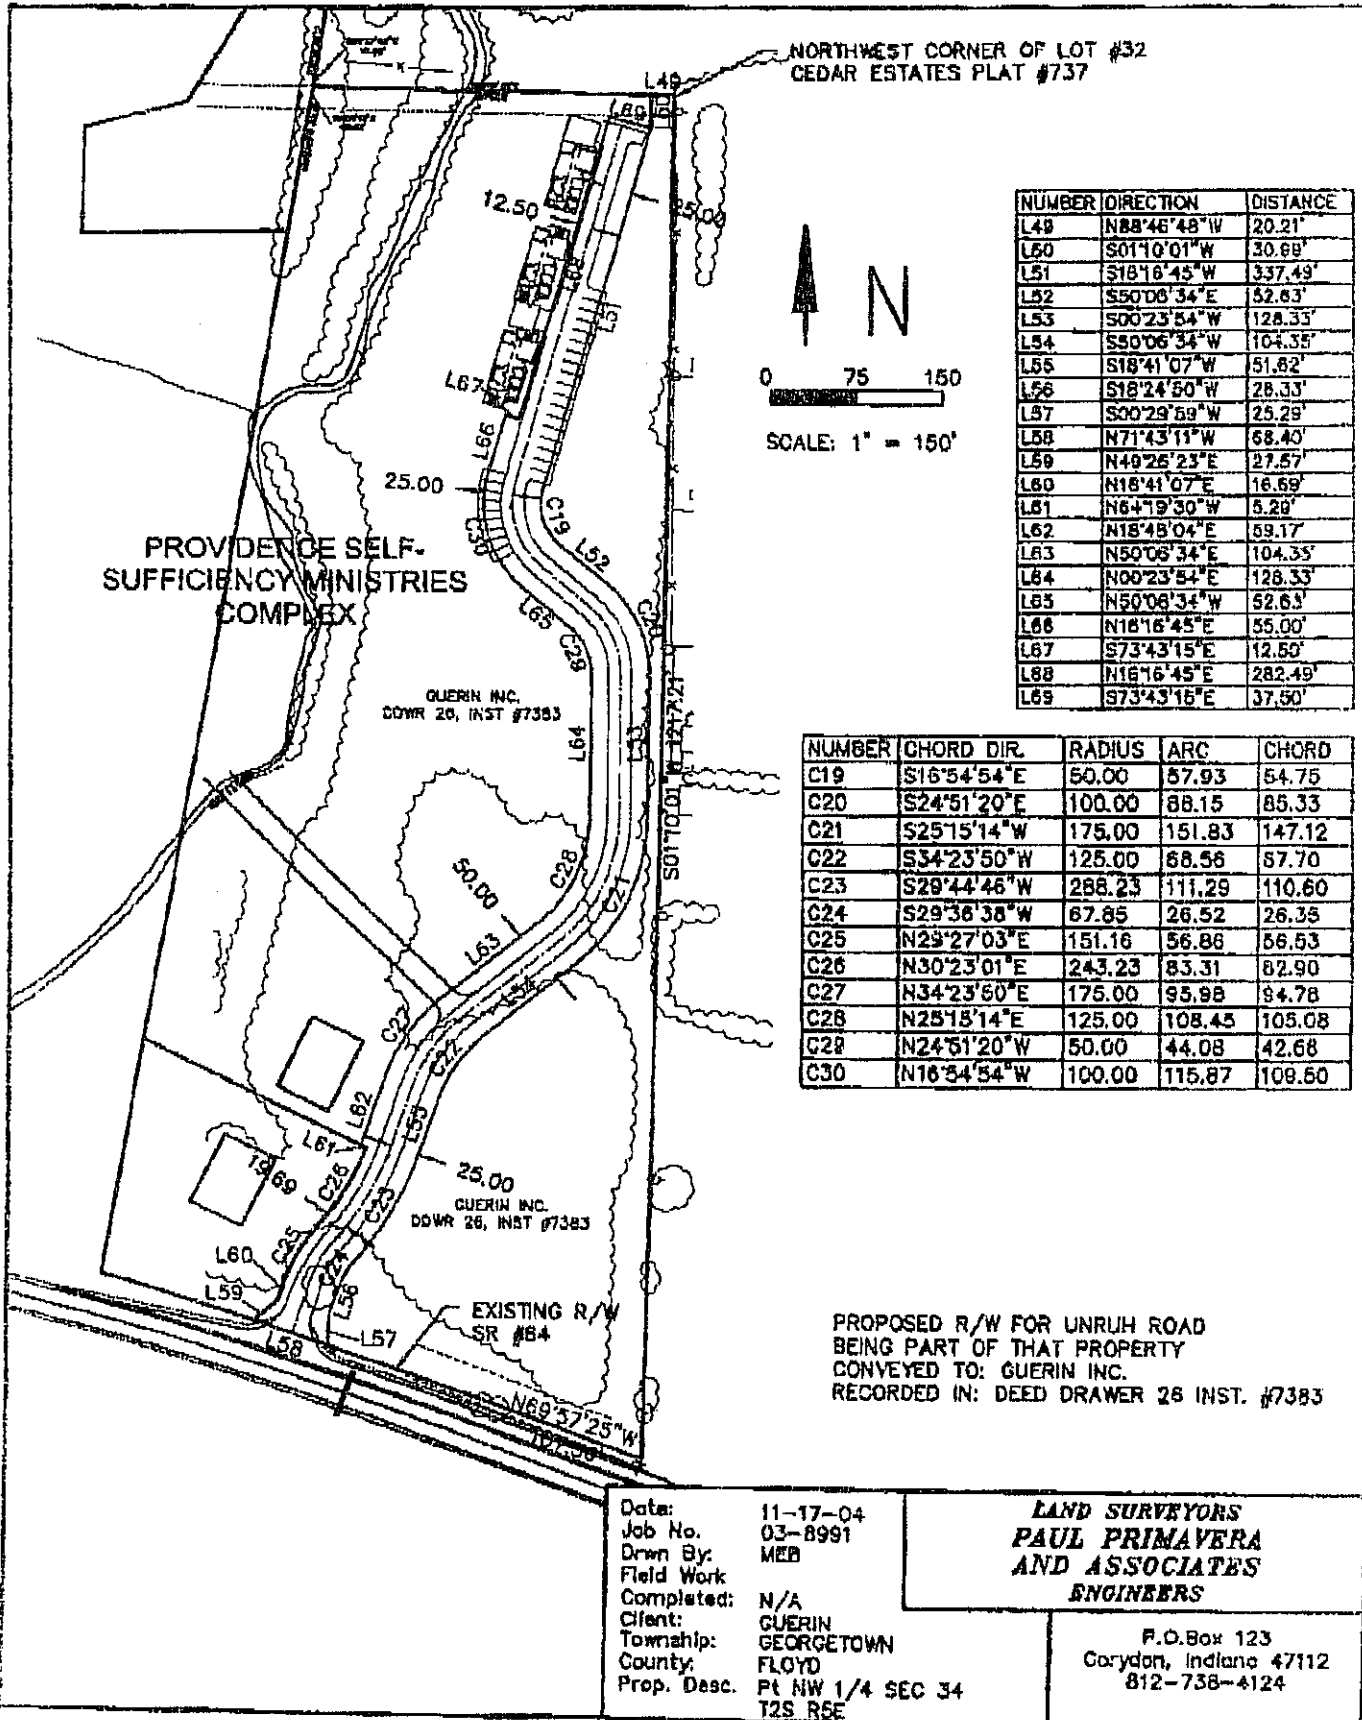 NORTHWEST CORNER OF LOT #32
CEDAR ESTATES PLAT #737
L49
L69
12.50
25.00
L68
L51
L67
L66
25.00
C19
C30
L52
PROVIDENCE SELF-
SUFFICIENCY MINISTRIES
COMPLEX
L65
C20
C29
GUERIN INC.
DDWR 26, INST #7383
L64
L53
S01°10'01"W 1217.21'
50.00
C28
C21
L63
L54
C27
C22
L62
L55
L61
19.69
C26
25.00
C23
GUERIN INC.
DDWR 26, INST #7383
C25
L60
C24
L59
L56
EXISTING R/W
SR #64
L58
L57
N69°57'25"W
N
0 75 150
SCALE: 1" = 150'
NUMBER DIRECTION DISTANCE
L49 N88°46'48"W 20.21'
L50 S01°10'01"W 30.98'
L51 S16°16'45"W 337.49'
L52 S50°06'34"E 52.63'
L53 S00°23'54"W 128.33'
L54 S50°06'34"W 104.35'
L55 S18°41'07"W 51.62'
L56 S18°24'50"W 28.33'
L57 S00°29'59"W 25.29'
L58 N71°43'11"W 68.40'
L59 N49°26'23"E 27.57'
L60 N18°41'07"E 16.69'
L61 N64°19'30"W 5.29'
L62 N18°48'04"E 59.17'
L63 N50°06'34"E 104.35'
L64 N00°23'54"E 128.33'
L65 N50°06'34"W 52.63'
L66 N16°16'45"E 55.00'
L67 S73°43'15"E 12.50'
L68 N16°16'45"E 282.49'
L69 S73°43'15"E 37.50'
NUMBER CHORD DIR. RADIUS ARC CHORD
C19 S16°54'54"E 50.00 57.93 54.75
C20 S24°51'20"E 100.00 88.15 85.33
C21 S25°15'14"W 175.00 151.83 147.12
C22 S34°23'50"W 125.00 68.56 67.70
C23 S29°44'46"W 288.23 111.29 110.60
C24 S29°36'38"W 67.85 26.52 26.35
C25 N29°27'03"E 151.16 56.86 56.53
C26 N30°23'01"E 243.23 83.31 82.90
C27 N34°23'50"E 175.00 95.98 94.78
C28 N25°15'14"E 125.00 108.45 105.08
C29 N24°51'20"W 50.00 44.08 42.66
C30 N16°54'54"W 100.00 115.87 109.50
PROPOSED R/W FOR UNRUH ROAD
BEING PART OF THAT PROPERTY
CONVEYED TO: GUERIN INC.
RECORDED IN: DEED DRAWER 26 INST. #7383
Date: 11-17-04
Job No. 03-8991
Drwn By: MEB
Field Work
Completed: N/A
Client: GUERIN
Township: GEORGETOWN
County: FLOYD
Prop. Desc. Pt NW 1/4 SEC 34
T2S R5E
LAND SURVEYORS
PAUL PRIMAVERA
AND ASSOCIATES
ENGINEERS
P.O.Box 123
Corydon, Indiana 47112
812-738-4124